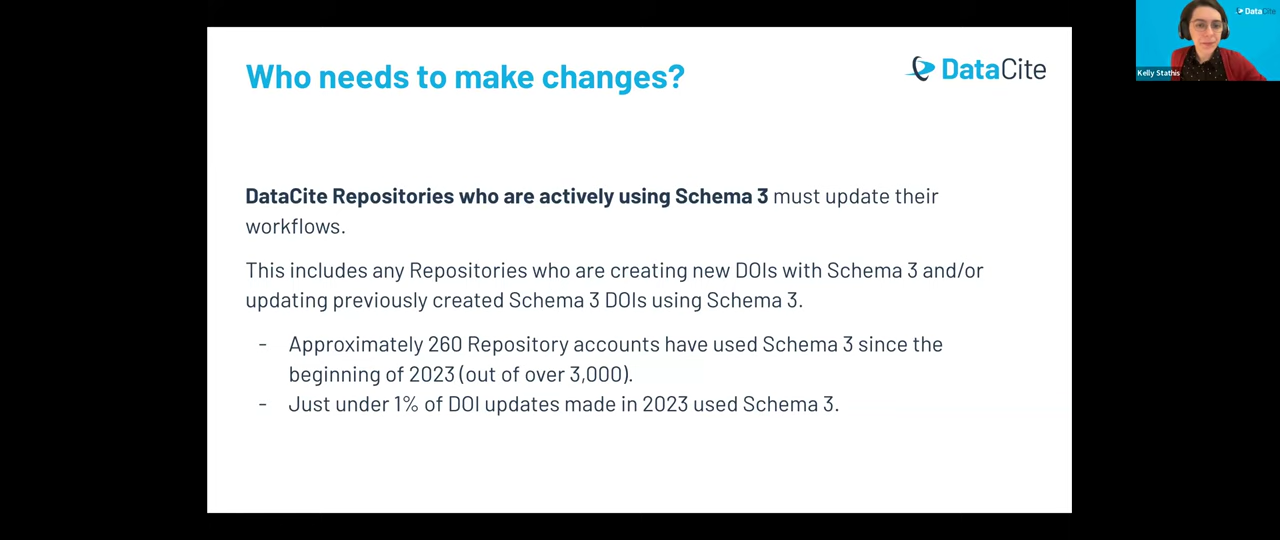 Who needs to make changes?
DataCite
DataCite Repositories who are actively using Schema 3 must update their
workflows.
This includes any Repositories who are creating new DOIs with Schema 3 and/or
updating previously created Schema 3 DOIs using Schema 3.
- Approximately 260 Repository accounts have used Schema 3 since the
beginning of 2023 (out of over 3,000).
- Just under 1% of DOI updates made in 2023 used Schema 3.
DataCite
Kelly Stathis